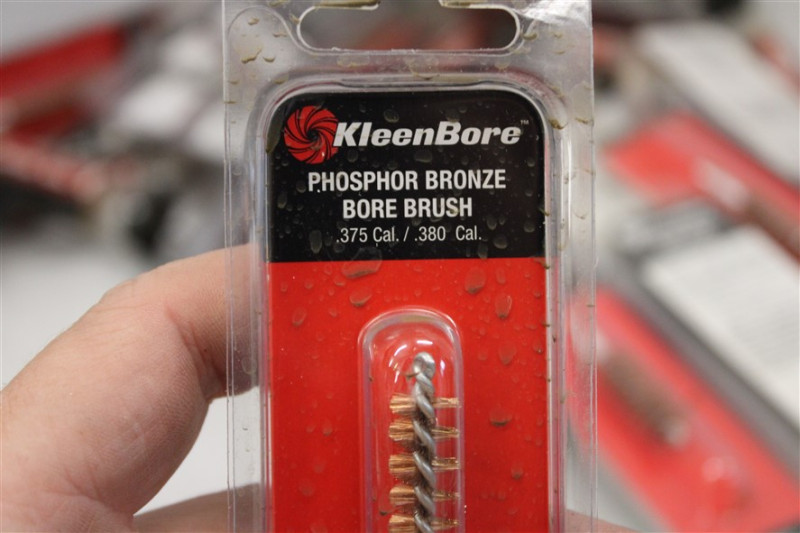 KleenBore™
PHOSPHOR BRONZE
BORE BRUSH
.375 Cal. / .380 Cal.